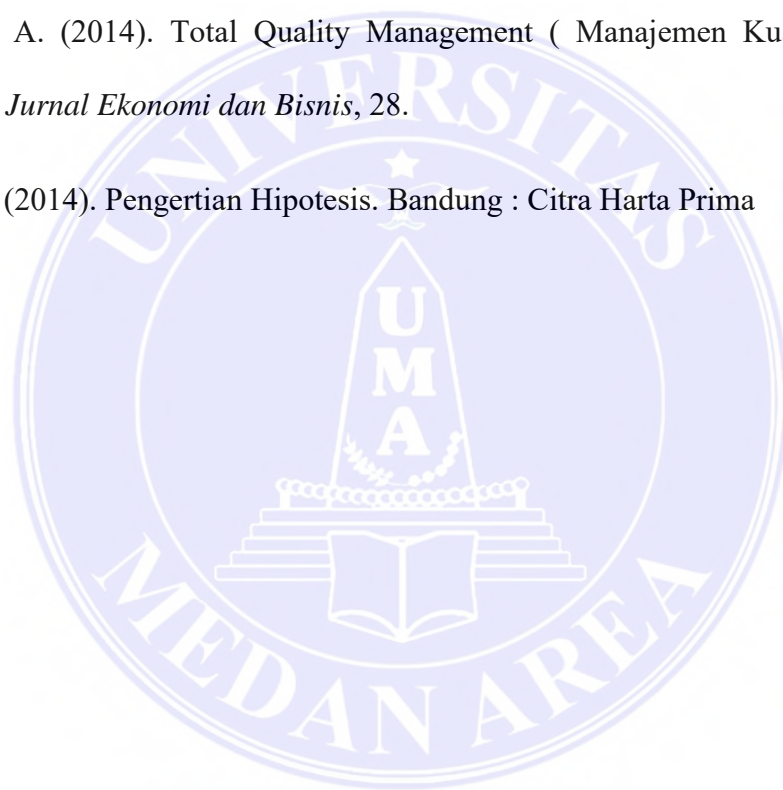 A. (2014). Total Quality Management ( Manajemen Ku
Jurnal Ekonomi dan Bisnis, 28.
(2014). Pengertian Hipotesis. Bandung : Citra Harta Prima
UNIVERSITAS
UMA
MEDAN AREA